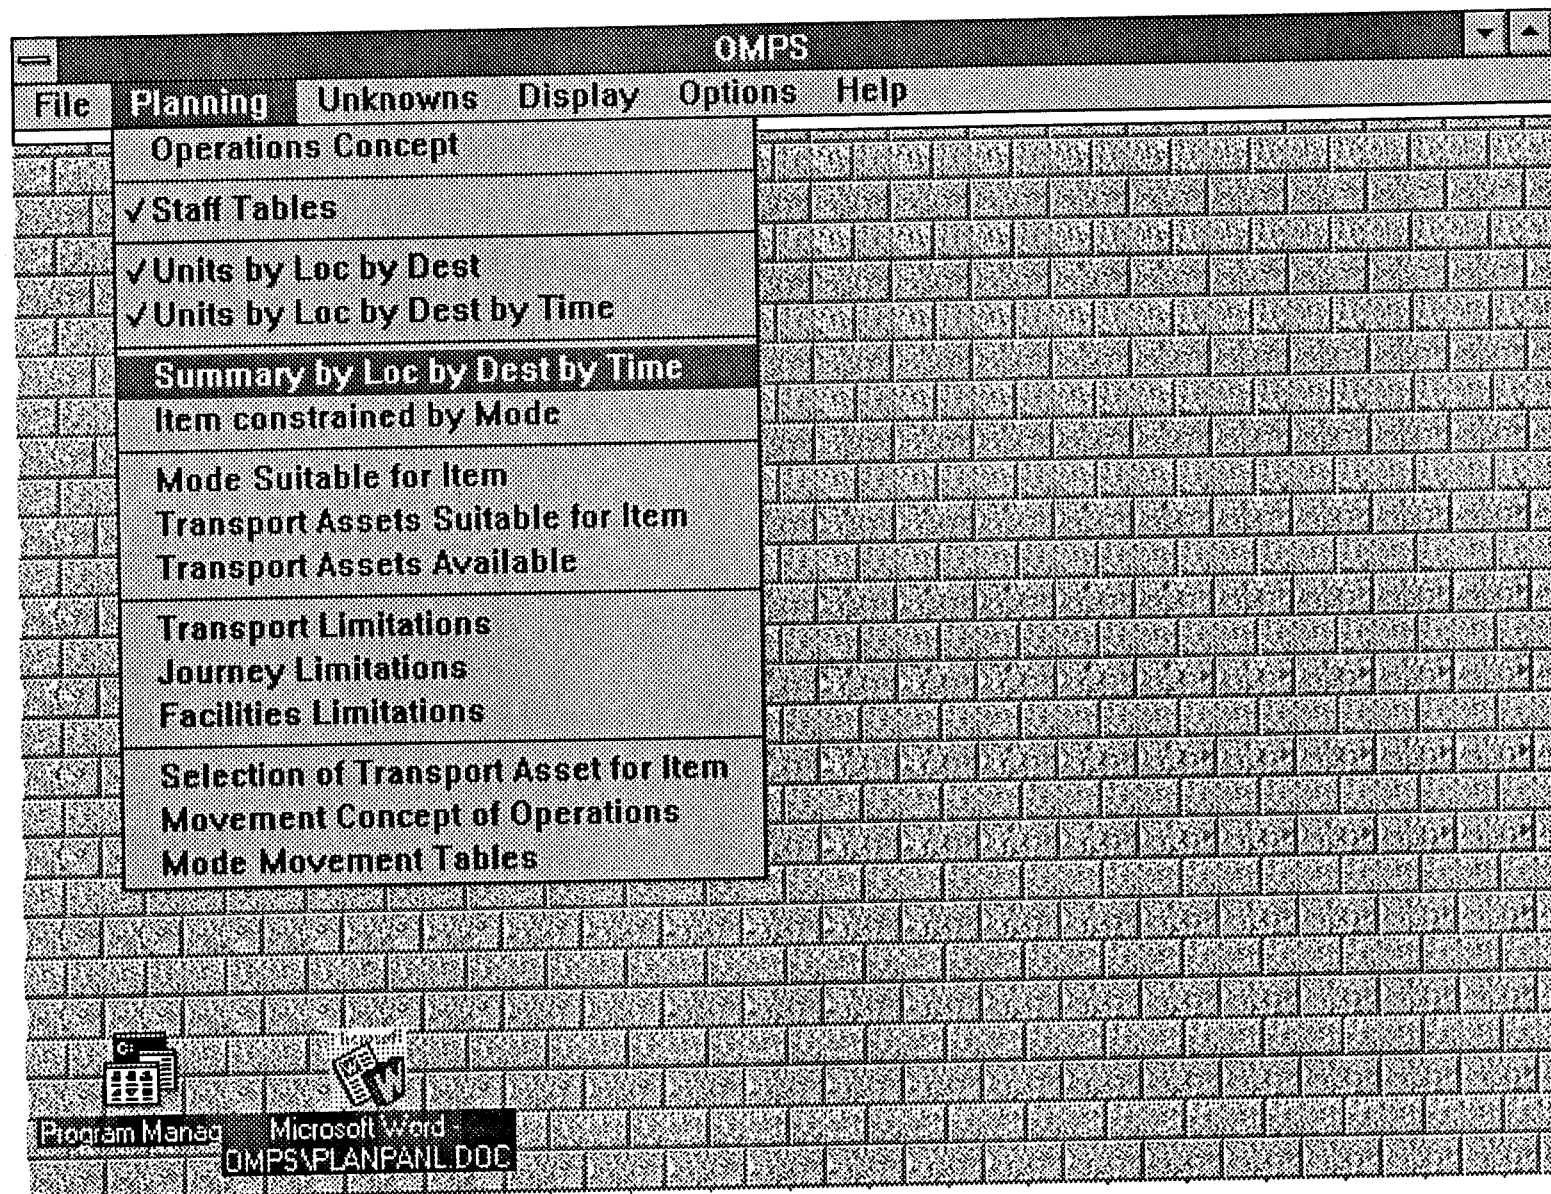 OMPS
File Planning Unknowns Display Options Help
Operations Concept
✓ Staff Tables
✓ Units by Loc by Dest
✓ Units by Loc by Dest by Time
Summary by Loc by Dest by Time
Item constrained by Mode
Mode Suitable for Item
Transport Assets Suitable for Item
Transport Assets Available
Transport Limitations
Journey Limitations
Facilities Limitations
Selection of Transport Asset for Item
Movement Concept of Operations
Mode Movement Tables
C:
Program Manag
Microsoft Word -
OMPS\PLANPANL.DOC